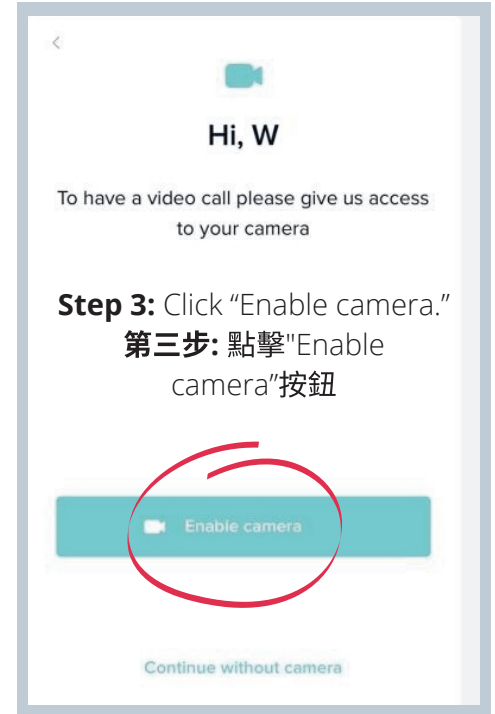 Hi, W
To have a video call please give us access
to your camera
Step 3: Click “Enable camera.”
第三步: 點擊"Enable
camera”按鈕
Enable camera
Continue without camera